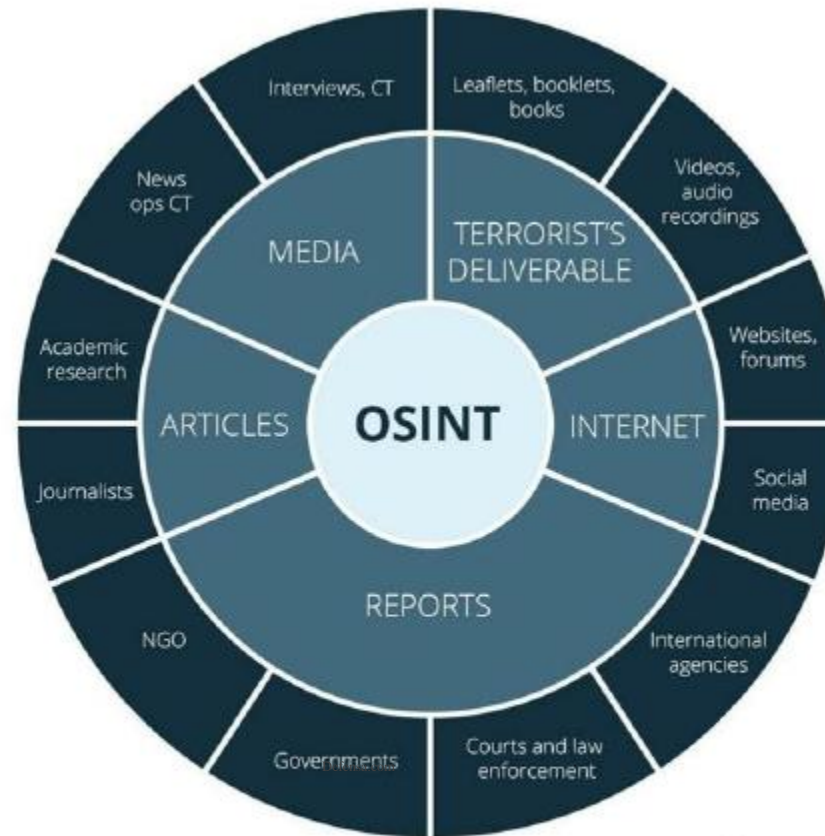 Interviews, CT
Leaflets, booklets,
books
News
ops CT
Videos,
audio
recordings
MEDIA
TERRORIST'S
DELIVERABLE
Academic
research
Websites,
forums
ARTICLES
OSINT
INTERNET
Journalists
Social
media
REPORTS
NGO
International
agencies
Governments
Courts and law
enforcement